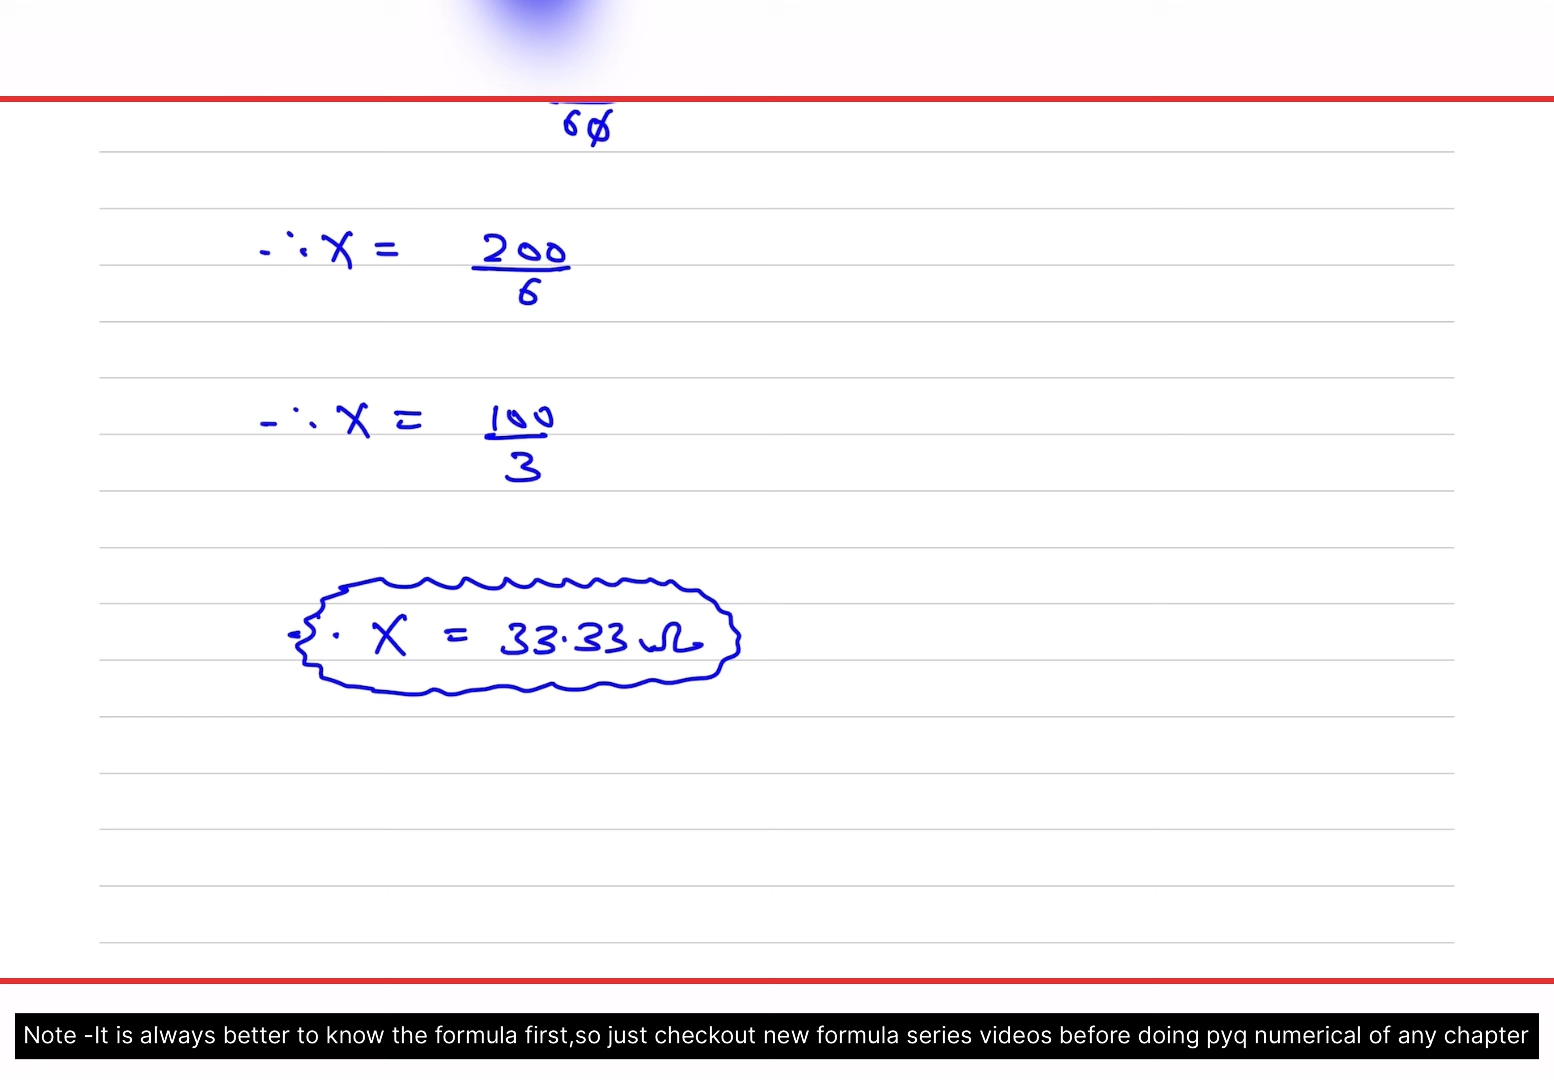 60
∴ X = 200/6
∴ X = 100/3
∴ X = 33.33 Ω
Note -It is always better to know the formula first,so just checkout new formula series videos before doing pyq numerical of any chapter